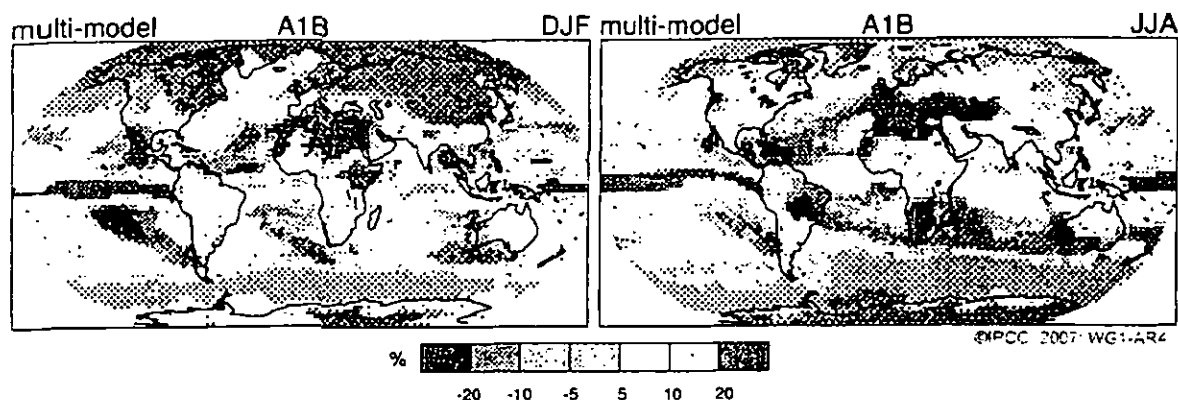 multi-model A1B DJF multi-model A1B JJA
©IPCC 2007: WG1-AR4
%
-20 -10 -5 5 10 20